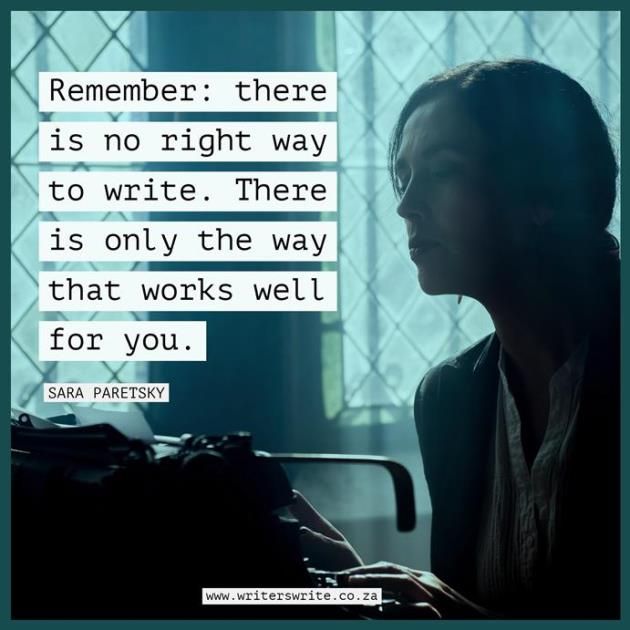 Remember: there
is no right way
to write. There
is only the way
that works well
for you.
SARA PARETSKY
www.writerswrite.co.za